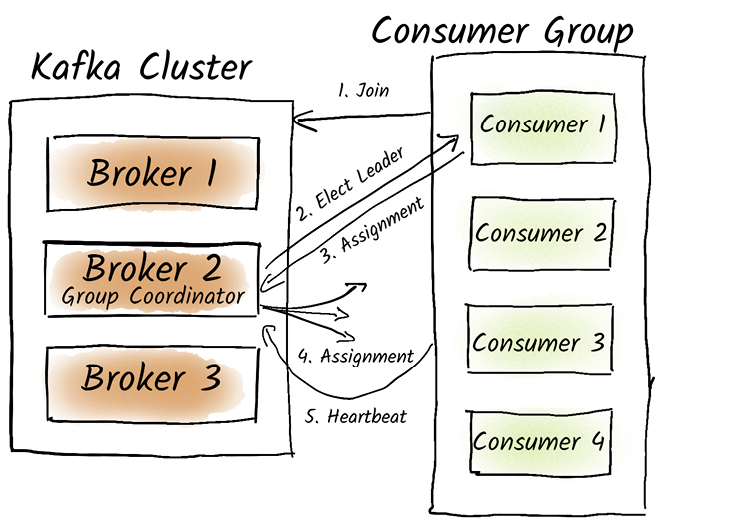 Consumer Group
Kafka Cluster
1. Join
Consumer 1
Broker 1
2. Elect Leader
3. Assignment
Consumer 2
Broker 2
Group Coordinator
Consumer 3
4. Assignment
Broker 3
5. Heartbeat
Consumer 4